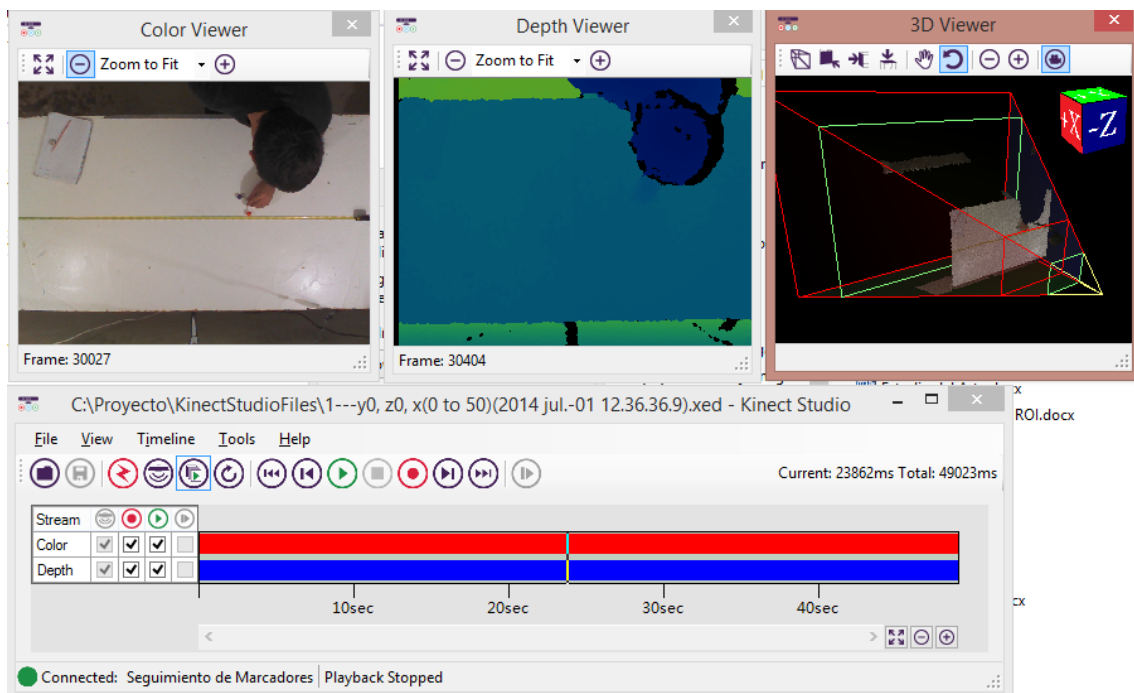 Color Viewer
Zoom to Fit
Frame: 30027
Depth Viewer
Zoom to Fit
Frame: 30404
3D Viewer
+X
-Z
C:\Proyecto\KinectStudioFiles\1---y0, z0, x(0 to 50)(2014 jul.-01 12.36.36.9).xed - Kinect Studio
File View Timeline Tools Help
Current: 23862ms Total: 49023ms
Stream
Color
Depth
10sec 20sec 30sec 40sec
Connected: Seguimiento de Marcadores Playback Stopped
ROI.docx